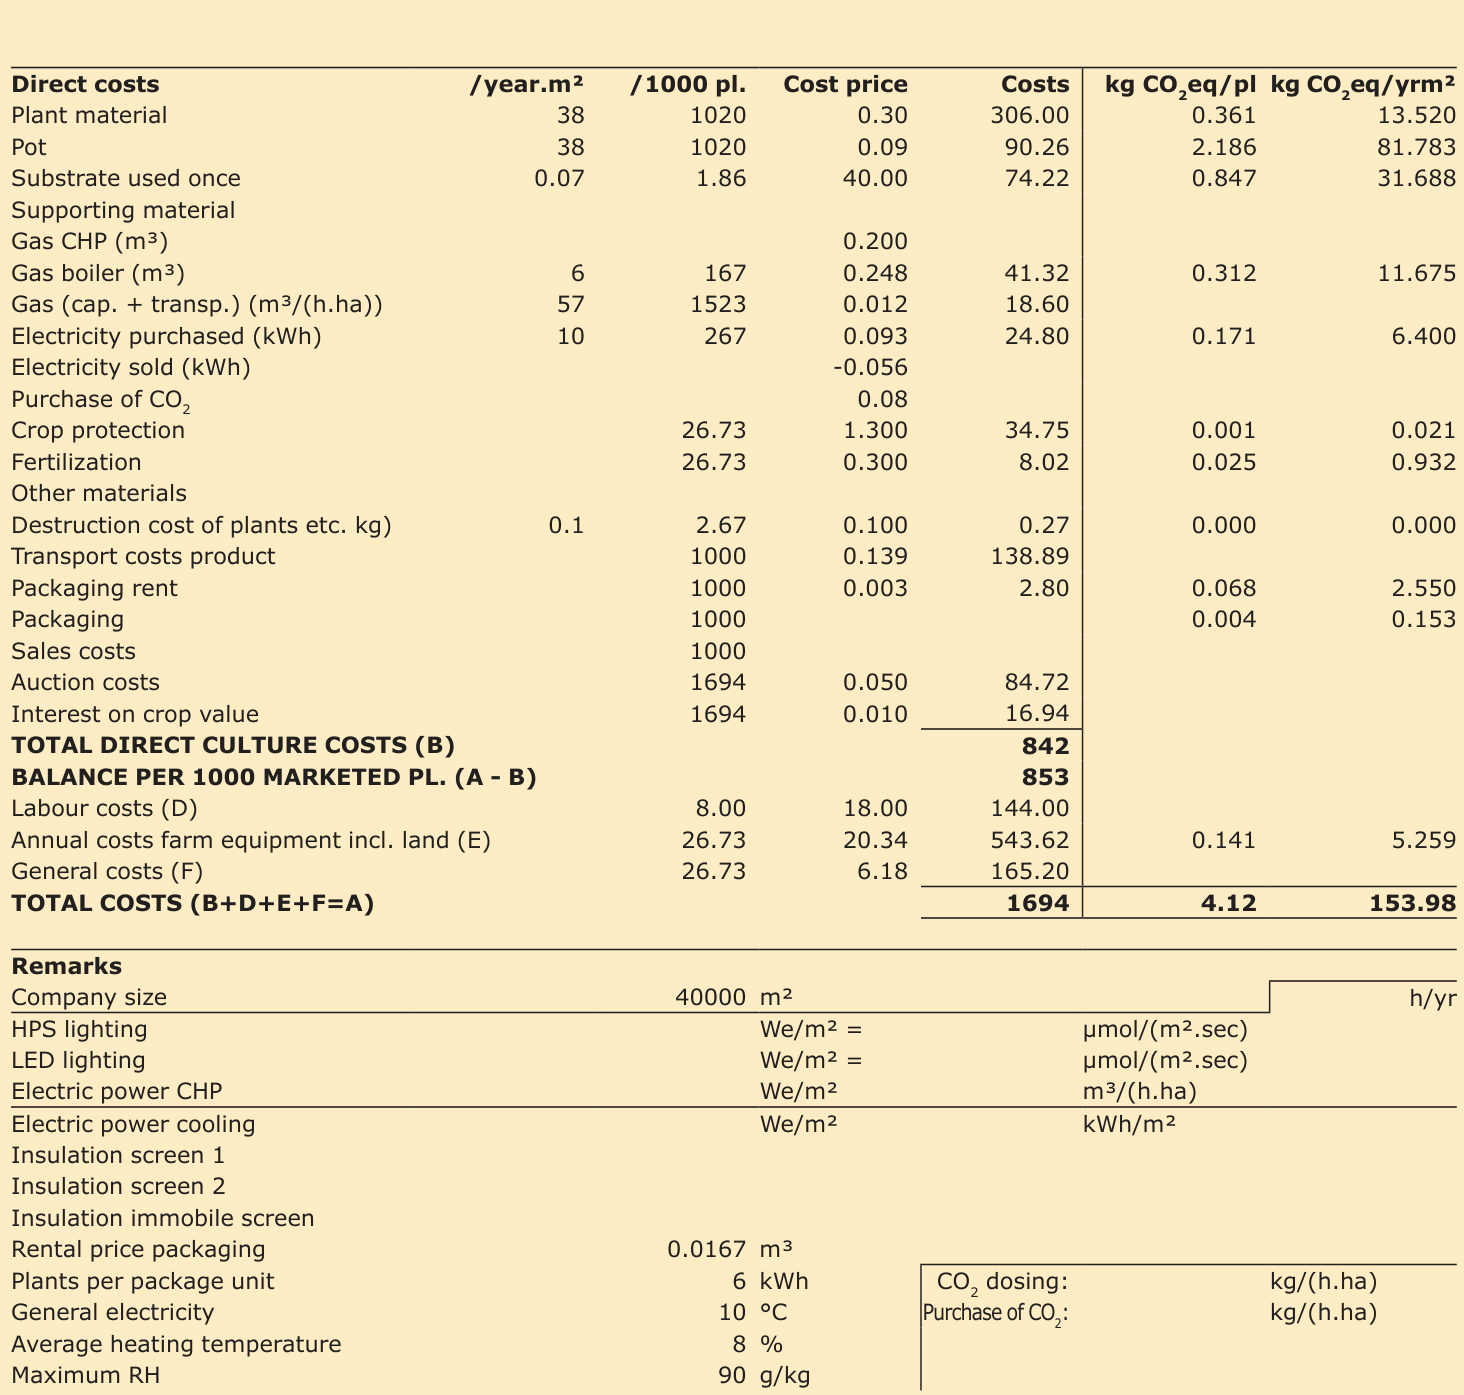 Direct costs /year.m² /1000 pl. Cost price Costs kg CO₂eq/pl kg CO₂eq/yrm²
Plant material 38 1020 0.30 306.00 0.361 13.520
Pot 38 1020 0.09 90.26 2.186 81.783
Substrate used once 0.07 1.86 40.00 74.22 0.847 31.688
Supporting material
Gas CHP (m³) 0.200
Gas boiler (m³) 6 167 0.248 41.32 0.312 11.675
Gas (cap. + transp.) (m³/(h.ha)) 57 1523 0.012 18.60
Electricity purchased (kWh) 10 267 0.093 24.80 0.171 6.400
Electricity sold (kWh) -0.056
Purchase of CO₂ 0.08
Crop protection 26.73 1.300 34.75 0.001 0.021
Fertilization 26.73 0.300 8.02 0.025 0.932
Other materials
Destruction cost of plants etc. kg) 0.1 2.67 0.100 0.27 0.000 0.000
Transport costs product 1000 0.139 138.89
Packaging rent 1000 0.003 2.80 0.068 2.550
Packaging 1000 0.004 0.153
Sales costs 1000
Auction costs 1694 0.050 84.72
Interest on crop value 1694 0.010 16.94
TOTAL DIRECT CULTURE COSTS (B) 842
BALANCE PER 1000 MARKETED PL. (A - B) 853
Labour costs (D) 8.00 18.00 144.00
Annual costs farm equipment incl. land (E) 26.73 20.34 543.62 0.141 5.259
General costs (F) 26.73 6.18 165.20
TOTAL COSTS (B+D+E+F=A) 1694 4.12 153.98
Remarks
Company size 40000 m² h/yr
HPS lighting We/m² = µmol/(m².sec)
LED lighting We/m² = µmol/(m².sec)
Electric power CHP We/m² m³/(h.ha)
Electric power cooling We/m² kWh/m²
Insulation screen 1
Insulation screen 2
Insulation immobile screen
Rental price packaging 0.0167 m³
Plants per package unit 6 kWh CO₂ dosing: kg/(h.ha)
General electricity 10 °C Purchase of CO₂: kg/(h.ha)
Average heating temperature 8 %
Maximum RH 90 g/kg